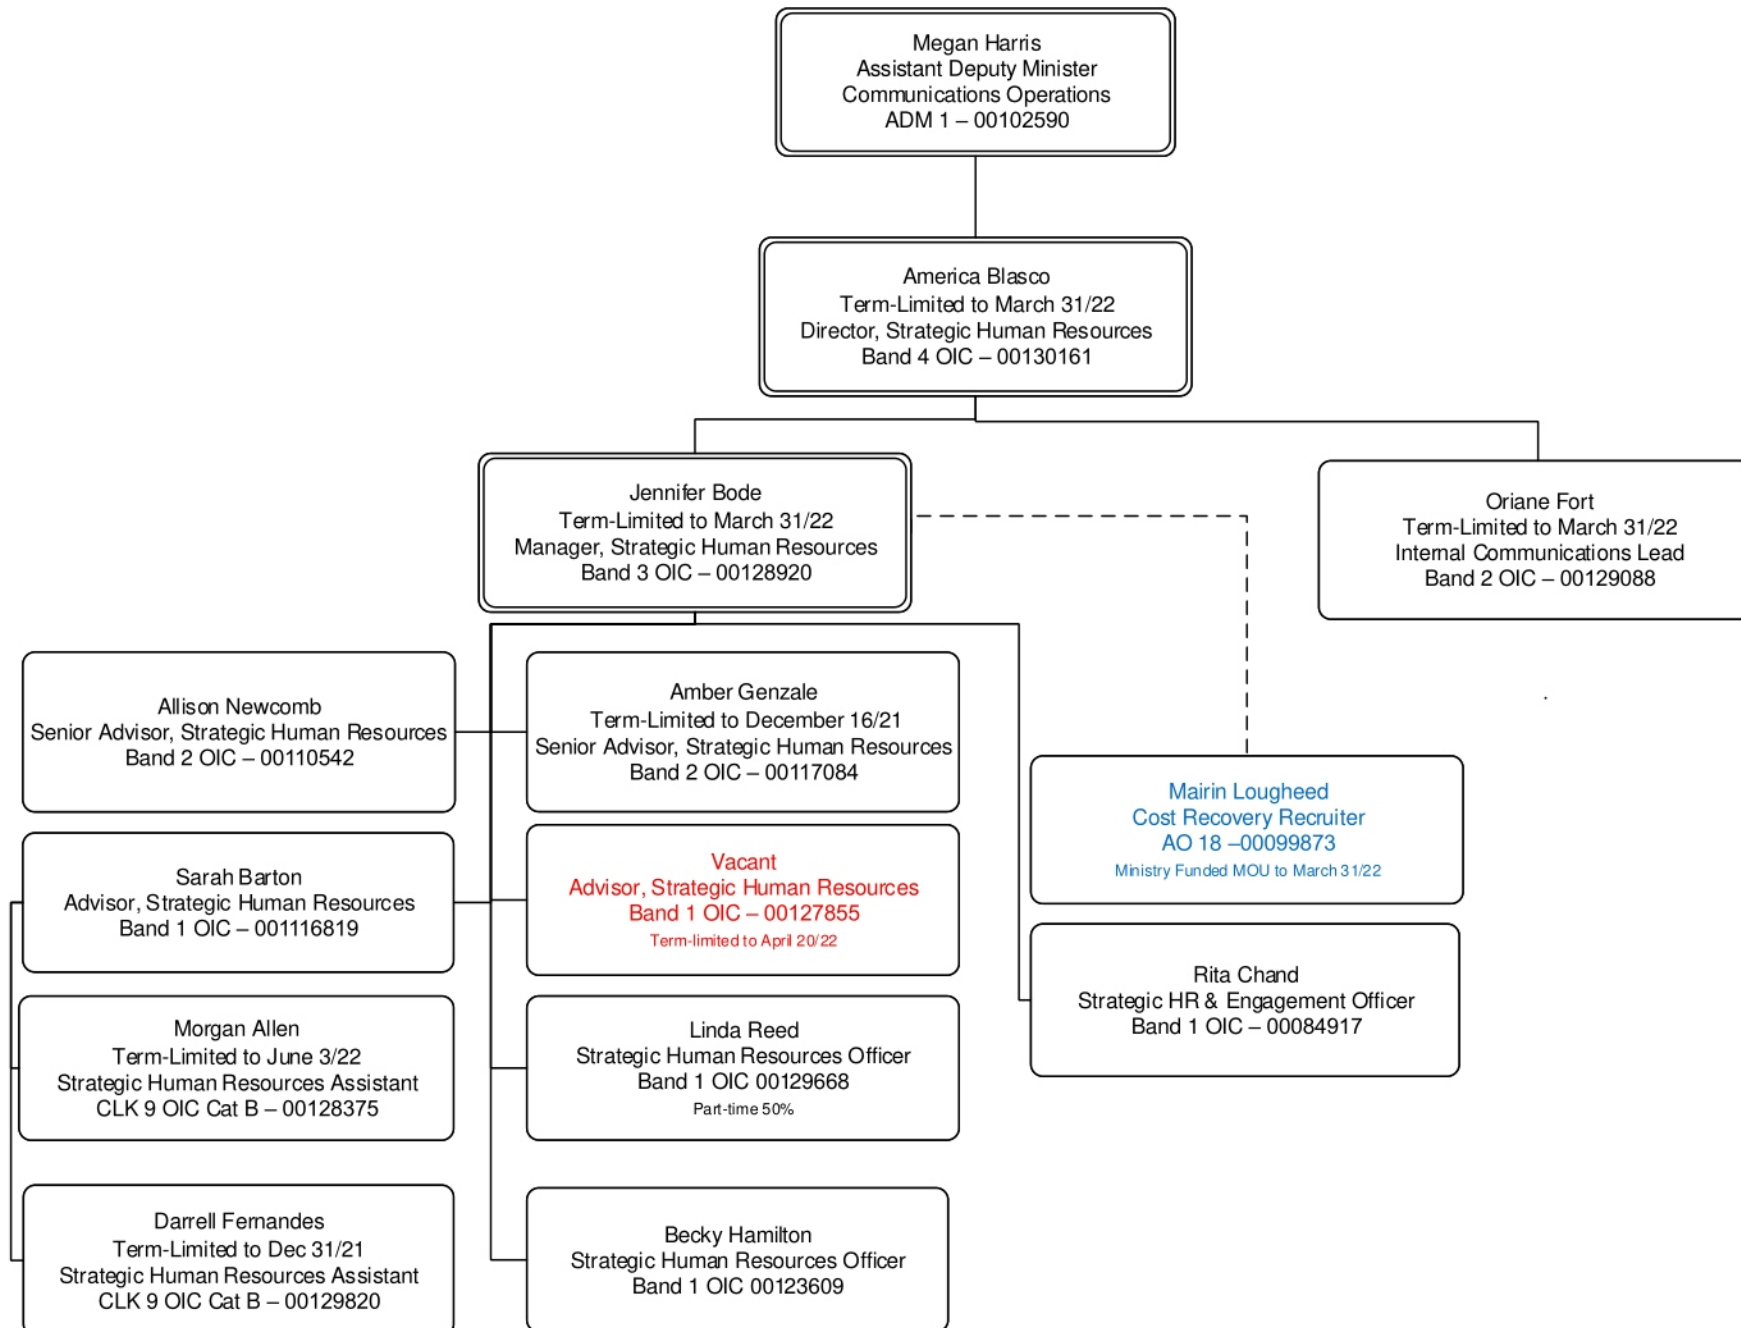 Megan Harris
Assistant Deputy Minister
Communications Operations
ADM 1 – 00102590
America Blasco
Term-Limited to March 31/22
Director, Strategic Human Resources
Band 4 OIC – 00130161
Jennifer Bode
Term-Limited to March 31/22
Manager, Strategic Human Resources
Band 3 OIC – 00128920
Oriane Fort
Term-Limited to March 31/22
Internal Communications Lead
Band 2 OIC – 00129088
Allison Newcomb
Senior Advisor, Strategic Human Resources
Band 2 OIC – 00110542
Amber Genzale
Term-Limited to December 16/21
Senior Advisor, Strategic Human Resources
Band 2 OIC – 00117084
Mairin Lougheed
Cost Recovery Recruiter
AO 18 –00099873
Ministry Funded MOU to March 31/22
Sarah Barton
Advisor, Strategic Human Resources
Band 1 OIC – 001116819
Vacant
Advisor, Strategic Human Resources
Band 1 OIC – 00127855
Term-limited to April 20/22
Rita Chand
Strategic HR & Engagement Officer
Band 1 OIC – 00084917
Morgan Allen
Term-Limited to June 3/22
Strategic Human Resources Assistant
CLK 9 OIC Cat B – 00128375
Linda Reed
Strategic Human Resources Officer
Band 1 OIC 00129668
Part-time 50%
Darrell Fernandes
Term-Limited to Dec 31/21
Strategic Human Resources Assistant
CLK 9 OIC Cat B – 00129820
Becky Hamilton
Strategic Human Resources Officer
Band 1 OIC 00123609